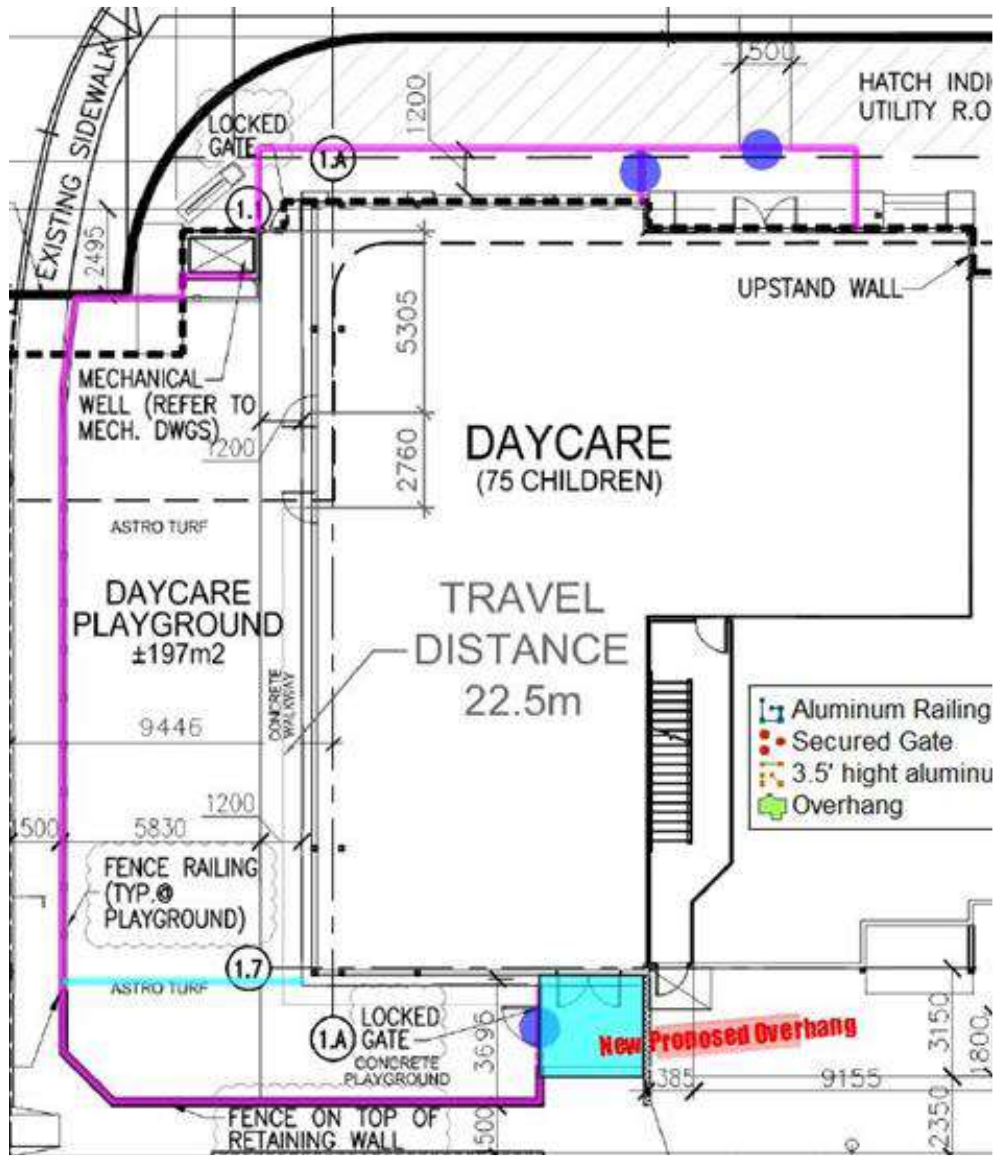 500
HATCH INDI
UTILITY R.O
EXISTING SIDEWALK
LOCKED
GATE
1.A
1200
1.1
2495
UPSTAND WALL
5305
MECHANICAL
WELL (REFER TO
MECH. DWGS)
1200
2760
DAYCARE
(75 CHILDREN)
ASTRO TURF
DAYCARE
PLAYGROUND
±197m2
TRAVEL
DISTANCE
22.5m
CONCRETE
WALKWAY
9446
Aluminum Railing
Secured Gate
3.5' hight aluminu
Overhang
1200
1500
5830
FENCE RAILING
(TYP.@
PLAYGROUND)
1.7
ASTRO TURF
LOCKED
GATE
1.A
CONCRETE
PLAYGROUND
3696
New Proposed Overhang
3150
1800
385
9155
FENCE ON TOP OF
RETAINING WALL
500
2350